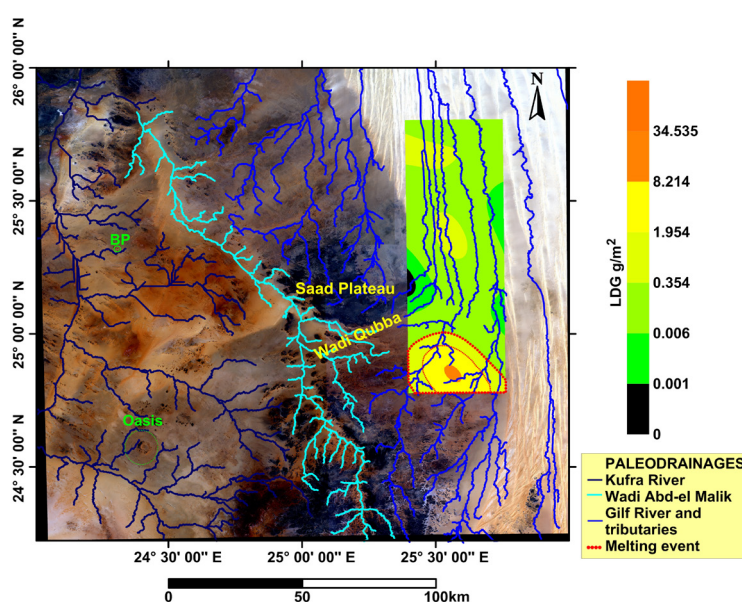 26° 00' 00" N
25° 30' 00" N
25° 00' 00" N
24° 30' 00" N
N
BP
Saad Plateau
Wadi Qubba
Oasis
24° 30' 00" E
25° 00' 00" E
25° 30' 00" E
0
50
100km
LDG g/m²
34.535
8.214
1.954
0.354
0.006
0.001
0
PALEODRAINAGES
Kufra River
Wadi Abd-el Malik
Gilf River and
tributaries
Melting event